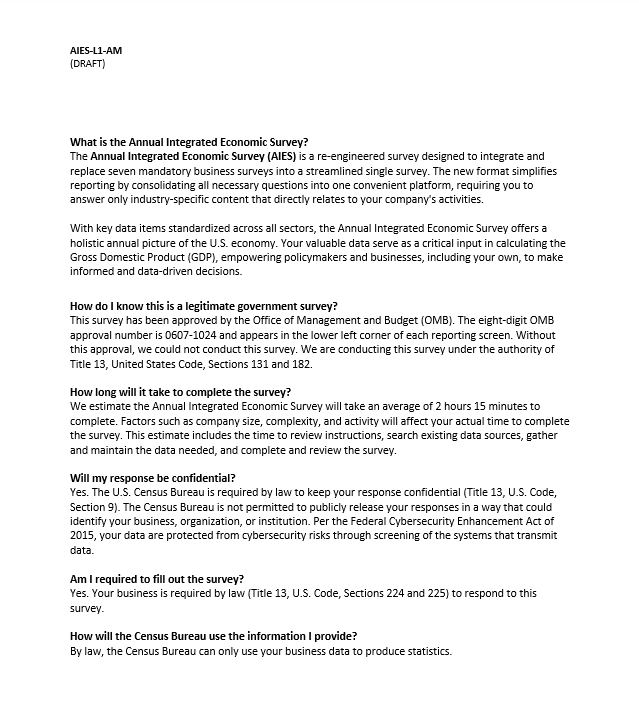 AIES-L1-AM
(DRAFT)
What is the Annual Integrated Economic Survey?
The Annual Integrated Economic Survey (AIES) is a re-engineered survey designed to integrate and
replace seven mandatory business surveys into a streamlined single survey. The new format simplifies
reporting by consolidating all necessary questions into one convenient platform, requiring you to
answer only industry-specific content that directly relates to your company's activities.
With key data items standardized across all sectors, the Annual Integrated Economic Survey offers a
holistic annual picture of the U.S. economy. Your valuable data serve as a critical input in calculating the
Gross Domestic Product (GDP), empowering policymakers and businesses, including your own, to make
informed and data-driven decisions.
How do I know this is a legitimate government survey?
This survey has been approved by the Office of Management and Budget (OMB). The eight-digit OMB
approval number is 0607-1024 and appears in the lower left corner of each reporting screen. Without
this approval, we could not conduct this survey. We are conducting this survey under the authority of
Title 13, United States Code, Sections 131 and 182.
How long will it take to complete the survey?
We estimate the Annual Integrated Economic Survey will take an average of 2 hours 15 minutes to
complete. Factors such as company size, complexity, and activity will affect your actual time to complete
the survey. This estimate includes the time to review instructions, search existing data sources, gather
and maintain the data needed, and complete and review the survey.
Will my response be confidential?
Yes. The U.S. Census Bureau is required by law to keep your response confidential (Title 13, U.S. Code,
Section 9). The Census Bureau is not permitted to publicly release your responses in a way that could
identify your business, organization, or institution. Per the Federal Cybersecurity Enhancement Act of
2015, your data are protected from cybersecurity risks through screening of the systems that transmit
data.
Am I required to fill out the survey?
Yes. Your business is required by law (Title 13, U.S. Code, Sections 224 and 225) to respond to this
survey.
How will the Census Bureau use the information I provide?
By law, the Census Bureau can only use your business data to produce statistics.